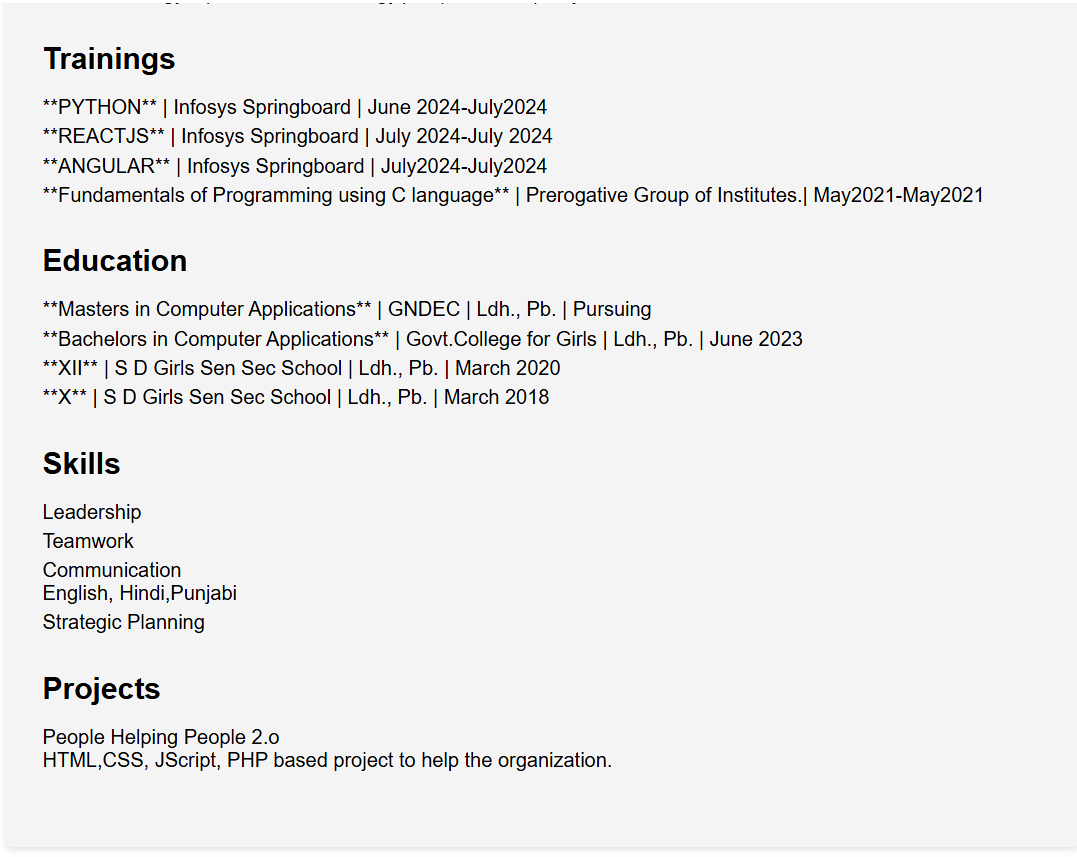 Trainings
**PYTHON** | Infosys Springboard | June 2024-July2024
**REACTJS** | Infosys Springboard | July 2024-July 2024
**ANGULAR** | Infosys Springboard | July2024-July2024
**Fundamentals of Programming using C language** | Prerogative Group of Institutes.| May2021-May2021
Education
**Masters in Computer Applications** | GNDEC | Ldh., Pb. | Pursuing
**Bachelors in Computer Applications** | Govt.College for Girls | Ldh., Pb. | June 2023
**XII** | S D Girls Sen Sec School | Ldh., Pb. | March 2020
**X** | S D Girls Sen Sec School | Ldh., Pb. | March 2018
Skills
Leadership
Teamwork
Communication
English, Hindi,Punjabi
Strategic Planning
Projects
People Helping People 2.o
HTML,CSS, JScript, PHP based project to help the organization.